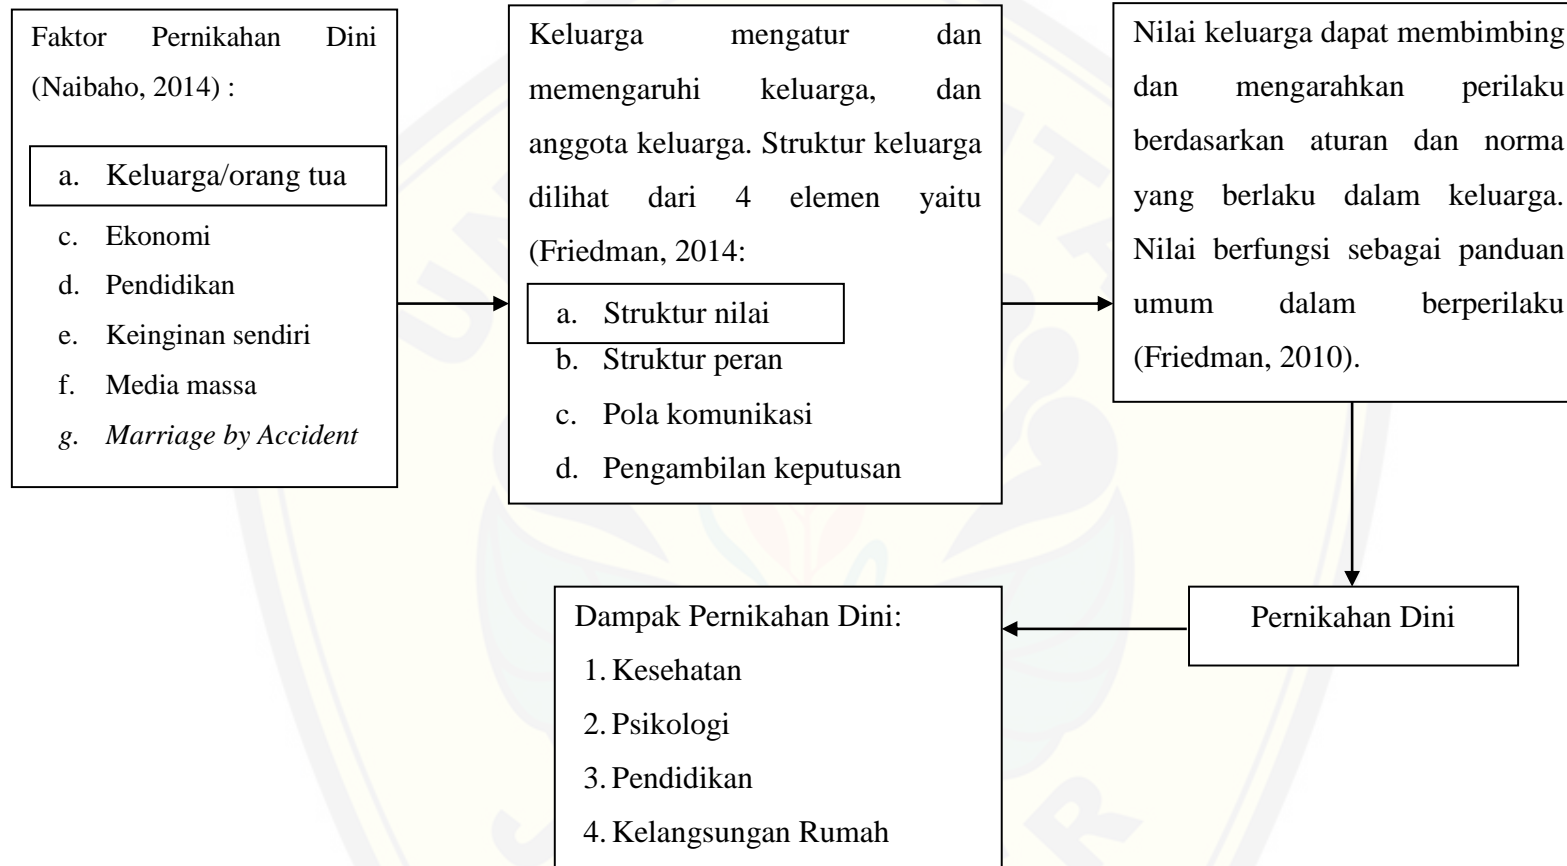 Faktor Pernikahan Dini
(Naibaho, 2014) :
a. Keluarga/orang tua
c. Ekonomi
d. Pendidikan
e. Keinginan sendiri
f. Media massa
g. Marriage by Accident
Keluarga mengatur dan
memengaruhi keluarga, dan
anggota keluarga. Struktur keluarga
dilihat dari 4 elemen yaitu
(Friedman, 2014:
a. Struktur nilai
b. Struktur peran
c. Pola komunikasi
d. Pengambilan keputusan
Nilai keluarga dapat membimbing
dan mengarahkan perilaku
berdasarkan aturan dan norma
yang berlaku dalam keluarga.
Nilai berfungsi sebagai panduan
umum dalam berperilaku
(Friedman, 2010).
Pernikahan Dini
Dampak Pernikahan Dini:
1. Kesehatan
2. Psikologi
3. Pendidikan
4. Kelangsungan Rumah